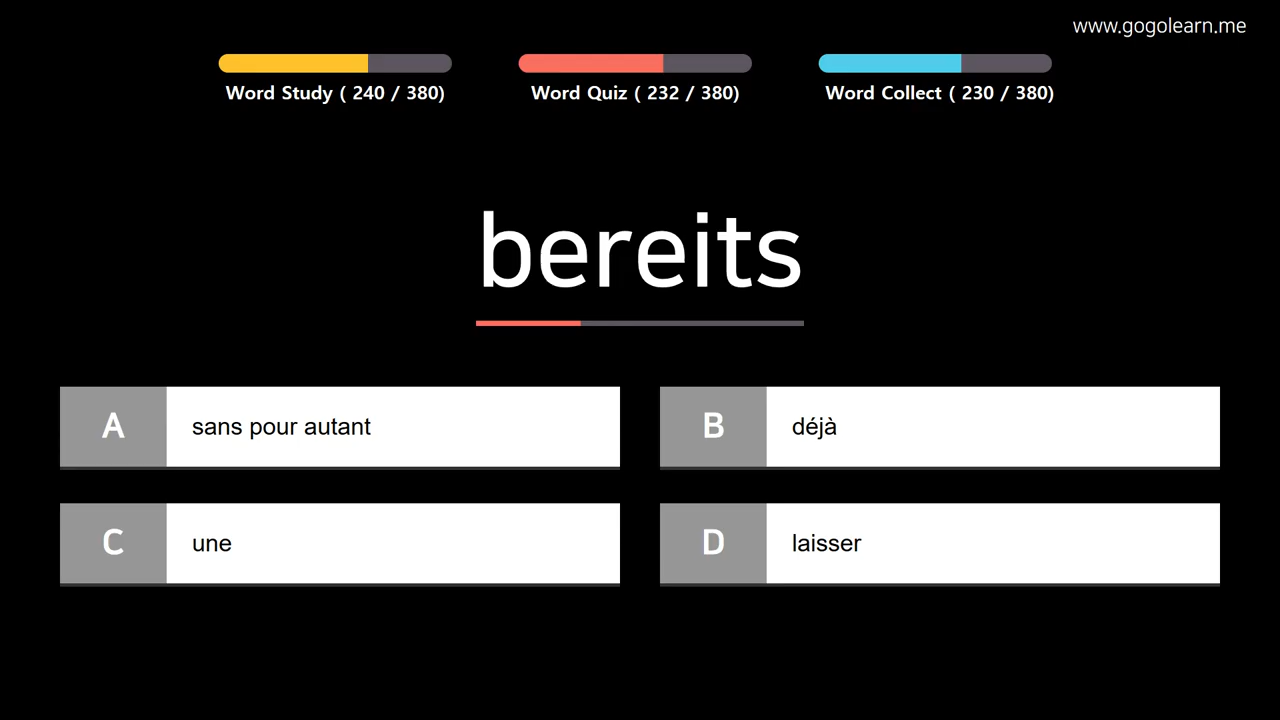 www.gogolearn.me
Word Study ( 240 / 380)
Word Quiz ( 232 / 380)
Word Collect ( 230 / 380)
bereits
A sans pour autant
B déjà
C une
D laisser